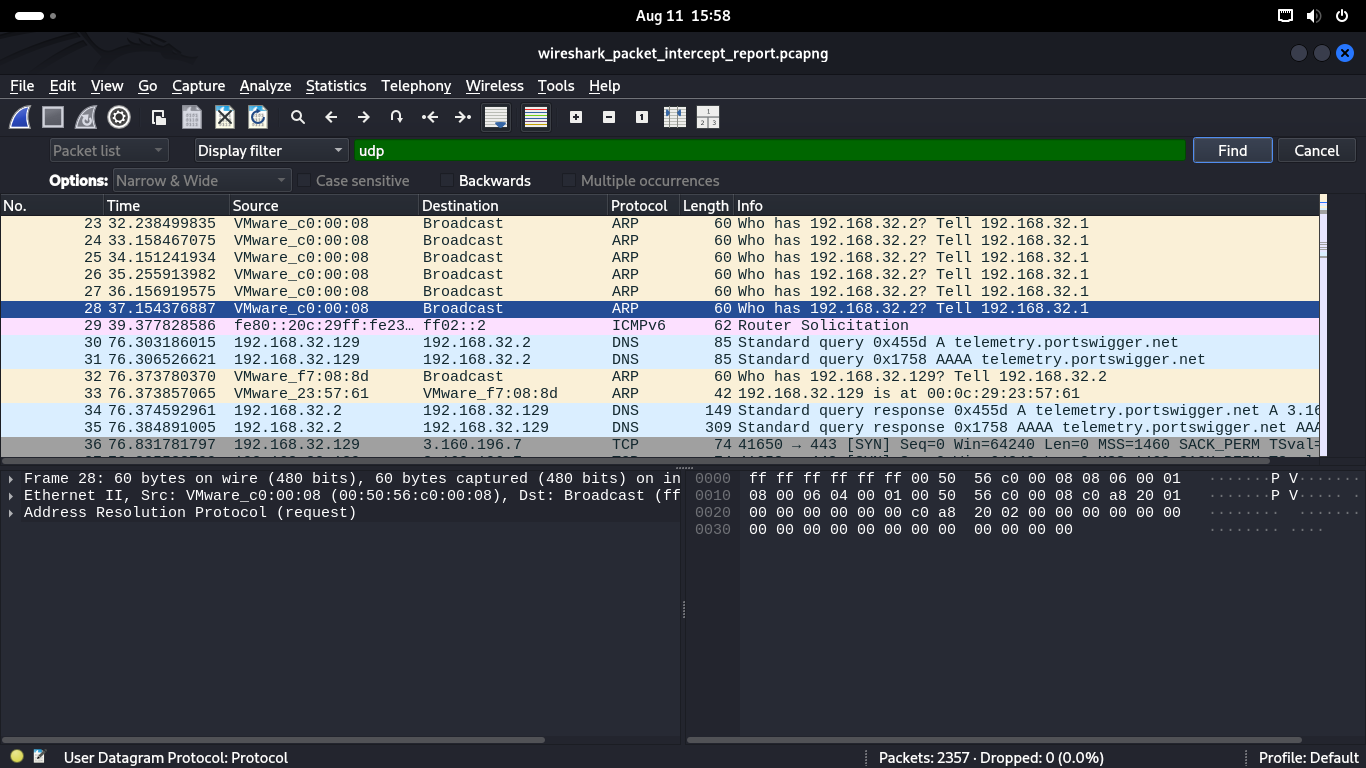 Aug 11 15:58
wireshark_packet_intercept_report.pcapng
File Edit View Go Capture Analyze Statistics Telephony Wireless Tools Help
Packet list Display filter udp Find Cancel
Options: Narrow & Wide Case sensitive Backwards Multiple occurrences
No. Time Source Destination Protocol Length Info
23 32.238499835 VMware_c0:00:08 Broadcast ARP 60 Who has 192.168.32.2? Tell 192.168.32.1
24 33.158467075 VMware_c0:00:08 Broadcast ARP 60 Who has 192.168.32.2? Tell 192.168.32.1
25 34.151241934 VMware_c0:00:08 Broadcast ARP 60 Who has 192.168.32.2? Tell 192.168.32.1
26 35.255913982 VMware_c0:00:08 Broadcast ARP 60 Who has 192.168.32.2? Tell 192.168.32.1
27 36.156919575 VMware_c0:00:08 Broadcast ARP 60 Who has 192.168.32.2? Tell 192.168.32.1
28 37.154376887 VMware_c0:00:08 Broadcast ARP 60 Who has 192.168.32.2? Tell 192.168.32.1
29 39.377828586 fe80::20c:29ff:fe23… ff02::2 ICMPv6 62 Router Solicitation
30 76.303186015 192.168.32.129 192.168.32.2 DNS 85 Standard query 0x455d A telemetry.portswigger.net
31 76.306526621 192.168.32.129 192.168.32.2 DNS 85 Standard query 0x1758 AAAA telemetry.portswigger.net
32 76.373780370 VMware_f7:08:8d Broadcast ARP 60 Who has 192.168.32.129? Tell 192.168.32.2
33 76.373857065 VMware_23:57:61 VMware_f7:08:8d ARP 42 192.168.32.129 is at 00:0c:29:23:57:61
34 76.374592961 192.168.32.2 192.168.32.129 DNS 149 Standard query response 0x455d A telemetry.portswigger.net A 3.16
35 76.384891005 192.168.32.2 192.168.32.129 DNS 309 Standard query response 0x1758 AAAA telemetry.portswigger.net AAA
36 76.831781797 192.168.32.129 3.160.196.7 TCP 74 41650 → 443 [SYN] Seq=0 Win=64240 Len=0 MSS=1460 SACK_PERM TSval=
Frame 28: 60 bytes on wire (480 bits), 60 bytes captured (480 bits) on in
Ethernet II, Src: VMware_c0:00:08 (00:50:56:c0:00:08), Dst: Broadcast (ff
Address Resolution Protocol (request)
0000 ff ff ff ff ff ff 00 50 56 c0 00 08 08 06 00 01 ·······P V·······
0010 08 00 06 04 00 01 00 50 56 c0 00 08 c0 a8 20 01 ·······P V····· ·
0020 00 00 00 00 00 00 c0 a8 20 02 00 00 00 00 00 00 ········ ·······
0030 00 00 00 00 00 00 00 00 00 00 00 00 ········ ····
User Datagram Protocol: Protocol Packets: 2357 · Dropped: 0 (0.0%) Profile: Default